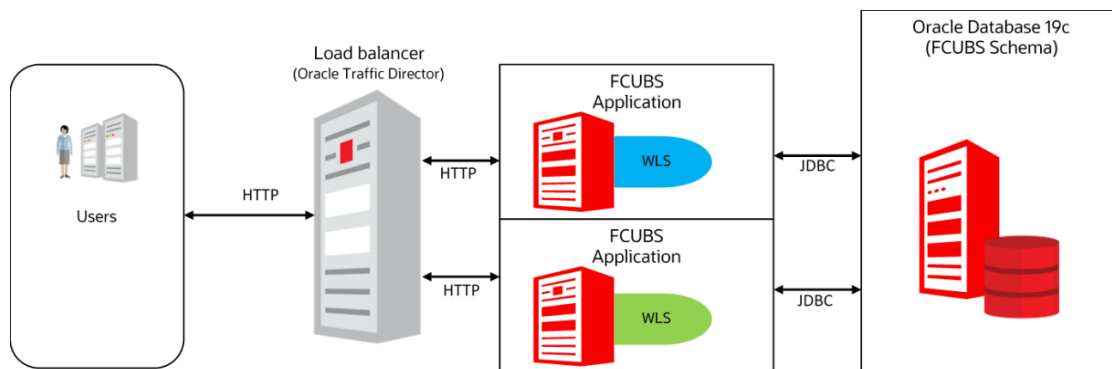 Users
HTTP
Load balancer
(Oracle Traffic Director)
HTTP
HTTP
FCUBS
Application
WLS
FCUBS
Application
WLS
JDBC
JDBC
Oracle Database 19c
(FCUBS Schema)